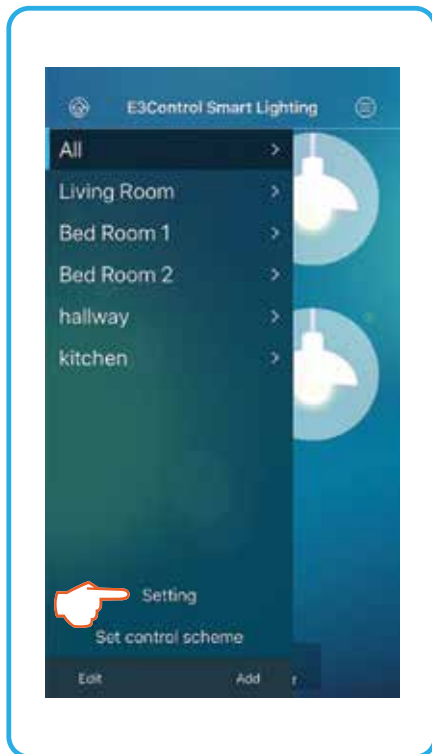 E3Control Smart Lighting
All
Living Room
Bed Room 1
Bed Room 2
hallway
kitchen
Setting
Set control scheme
Edit Add r